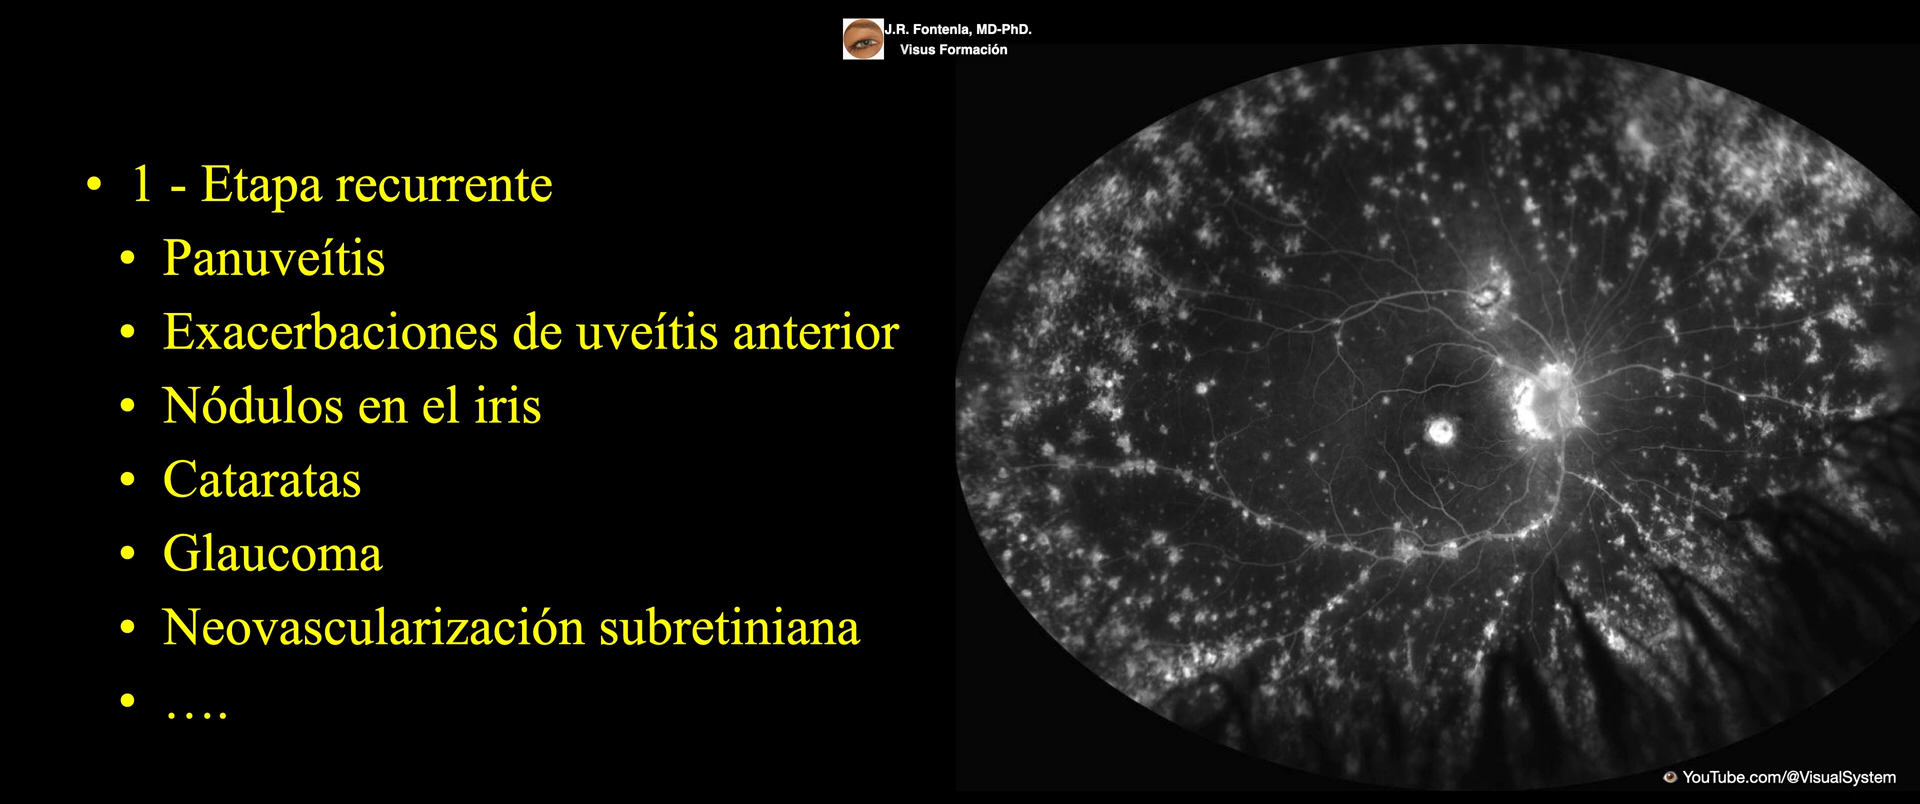 J.R. Fontenla, MD-PhD.
Visus Formación
• 1 - Etapa recurrente
• Panuveítis
• Exacerbaciones de uveítis anterior
• Nódulos en el iris
• Cataratas
• Glaucoma
• Neovascularización subretiniana
• ….
YouTube.com/@VisualSystem